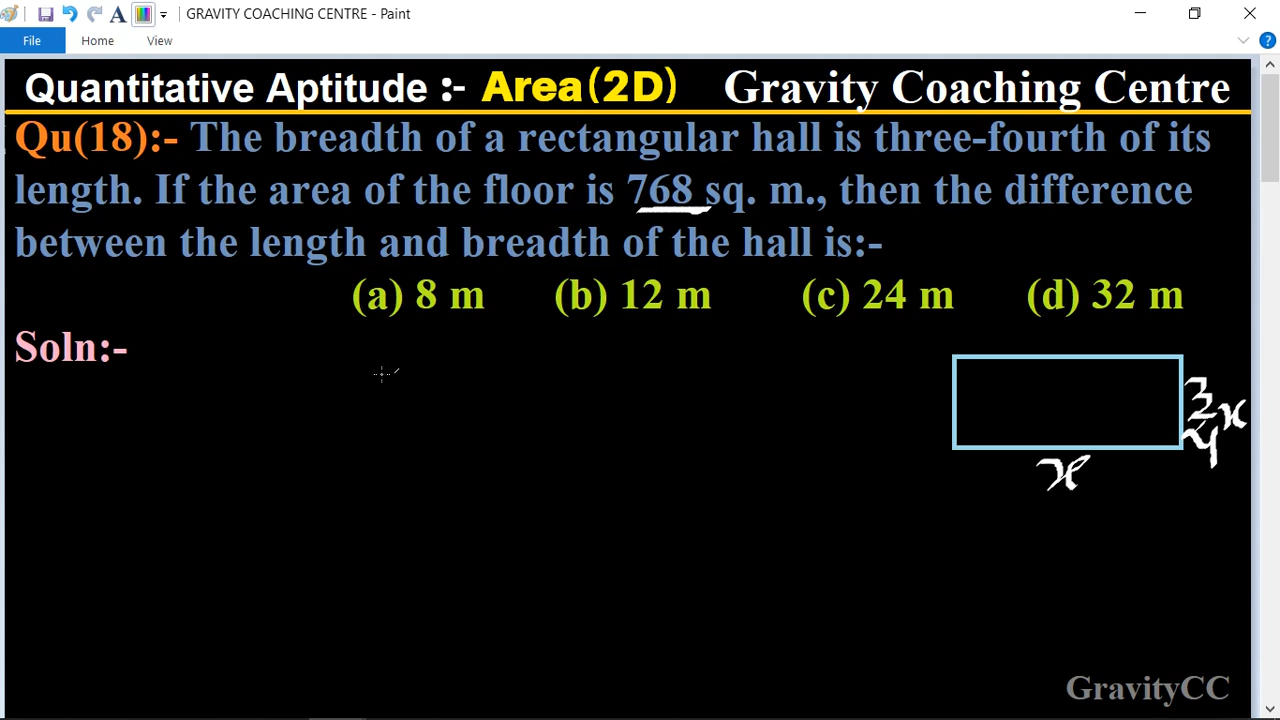 GRAVITY COACHING CENTRE - Paint
File Home View
Quantitative Aptitude :- Area(2D) Gravity Coaching Centre
Qu(18):- The breadth of a rectangular hall is three-fourth of its
length. If the area of the floor is 768 sq. m., then the difference
between the length and breadth of the hall is:-
(a) 8 m (b) 12 m (c) 24 m (d) 32 m
Soln:-
3/4 x
x
GravityCC